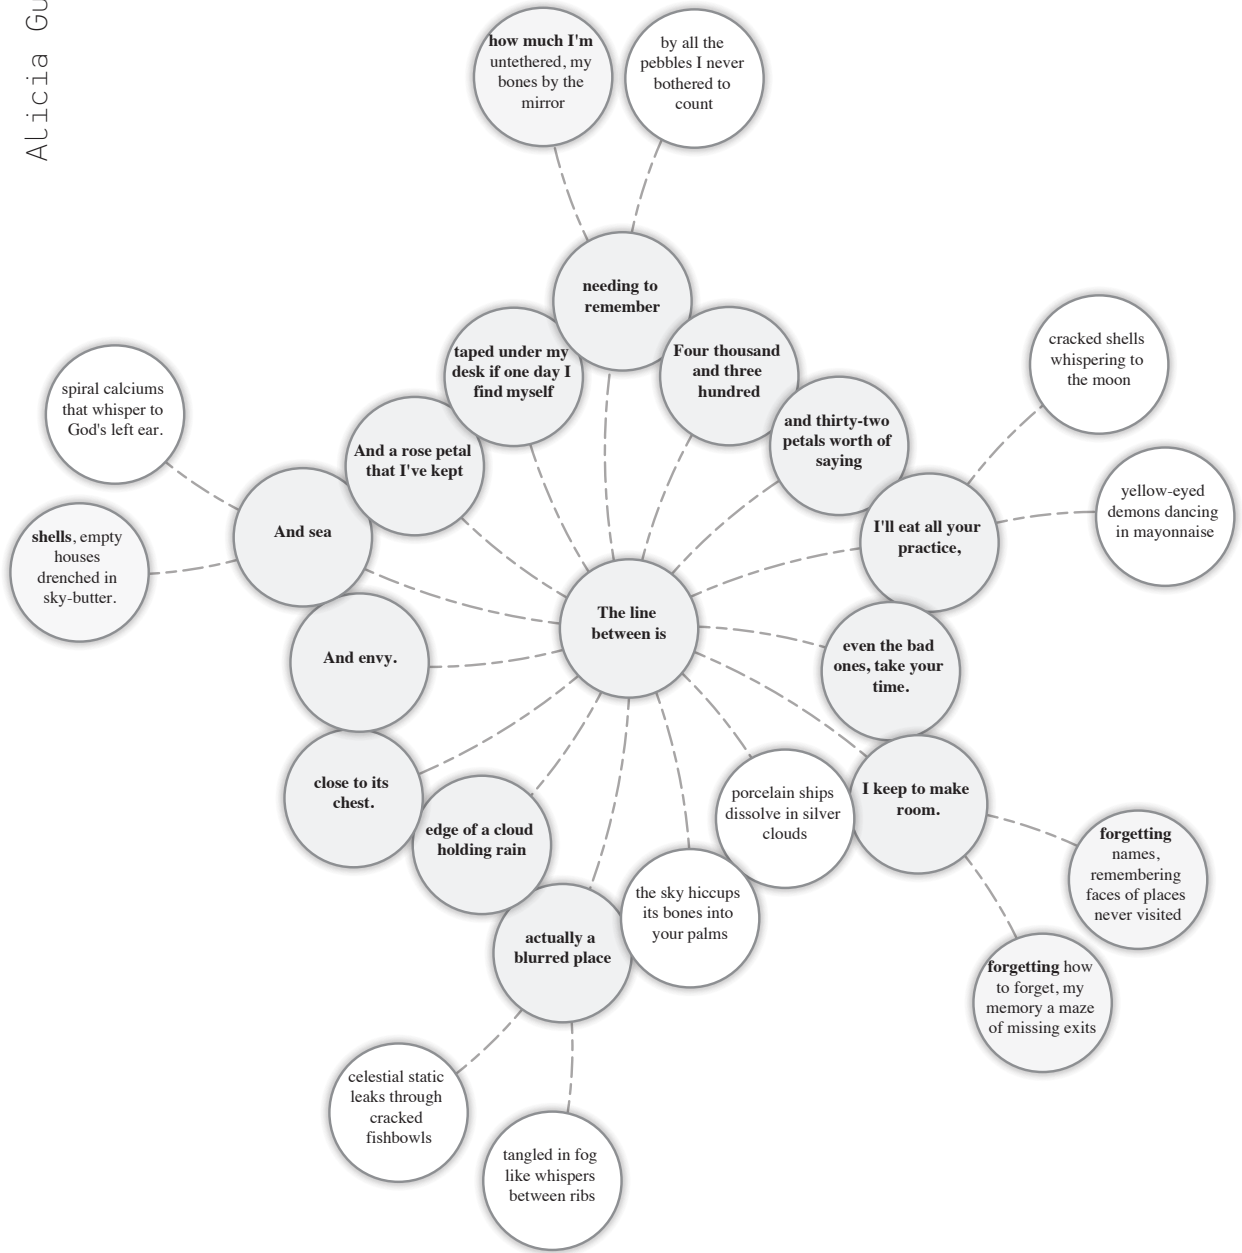 Alicia Gu
how much I'm
untethered, my
bones by the
mirror
by all the
pebbles I never
bothered to
count
needing to
remember
taped under my
desk if one day I
find myself
Four thousand
and three
hundred
and thirty-two
petals worth of
saying
cracked shells
whispering to
the moon
spiral calciums
that whisper to
God's left ear.
And a rose petal
that I've kept
And sea
shells, empty
houses
drenched in
sky-butter.
I'll eat all your
practice,
yellow-eyed
demons dancing
in mayonnaise
The line
between is
And envy.
even the bad
ones, take your
time.
close to its
chest.
edge of a cloud
holding rain
porcelain ships
dissolve in silver
clouds
I keep to make
room.
forgetting
names,
remembering
faces of places
never visited
the sky hiccups
its bones into
your palms
actually a
blurred place
forgetting how
to forget, my
memory a maze
of missing exits
celestial static
leaks through
cracked
fishbowls
tangled in fog
like whispers
between ribs